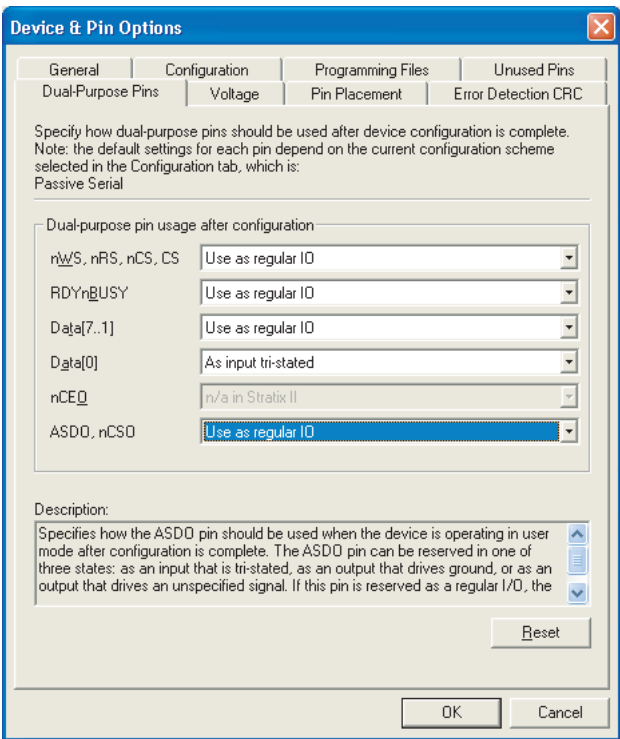 Device & Pin Options
General Configuration Programming Files Unused Pins
Dual-Purpose Pins Voltage Pin Placement Error Detection CRC
Specify how dual-purpose pins should be used after device configuration is complete.
Note: the default settings for each pin depend on the current configuration scheme
selected in the Configuration tab, which is:
Passive Serial
Dual-purpose pin usage after configuration
nWS, nRS, nCS, CS Use as regular IO
RDYnBUSY Use as regular IO
Data[7..1] Use as regular IO
Data[0] As input tri-stated
nCEO n/a in Stratix II
ASDO, nCSO Use as regular IO
Description:
Specifies how the ASDO pin should be used when the device is operating in user
mode after configuration is complete. The ASDO pin can be reserved in one of
three states: as an input that is tri-stated, as an output that drives ground, or as an
output that drives an unspecified signal. If this pin is reserved as a regular I/O, the
Reset
OK Cancel